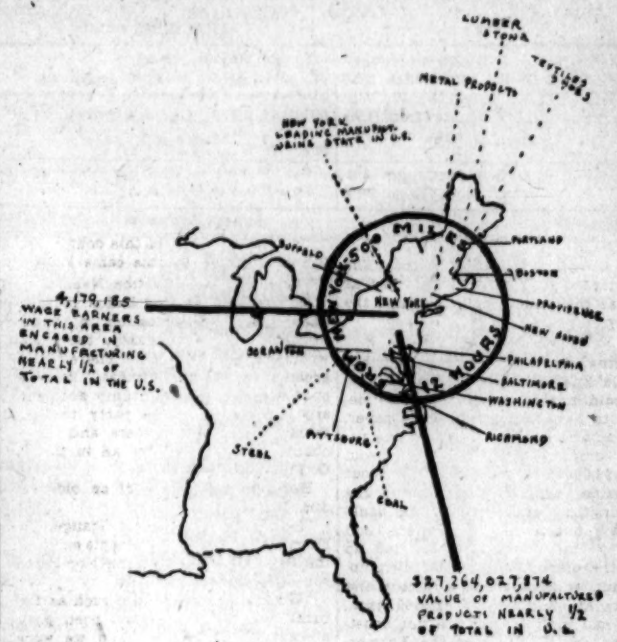 LUMBER
STONE
TEXTILES
SHOES
METAL PRODUCTS
NEW YORK
LEADING MANUFACT-
URING STATE IN U.S.
BUFFALO
500 MILES
FROM NEW YORK
12 HOURS
PORTLAND
BOSTON
NEW YORK
PROVIDENCE
4,179,185
WAGE EARNERS
IN THIS AREA
ENGAGED IN
MANUFACTURING
NEARLY 1/2 OF
TOTAL IN THE U.S.
SCRANTON
PHILADELPHIA
BALTIMORE
WASHINGTON
RICHMOND
PITTSBURG
STEEL
COAL
$27,264,027,874
VALUE OF MANUFACTURED
PRODUCTS NEARLY 1/2
OF TOTAL IN U.S.